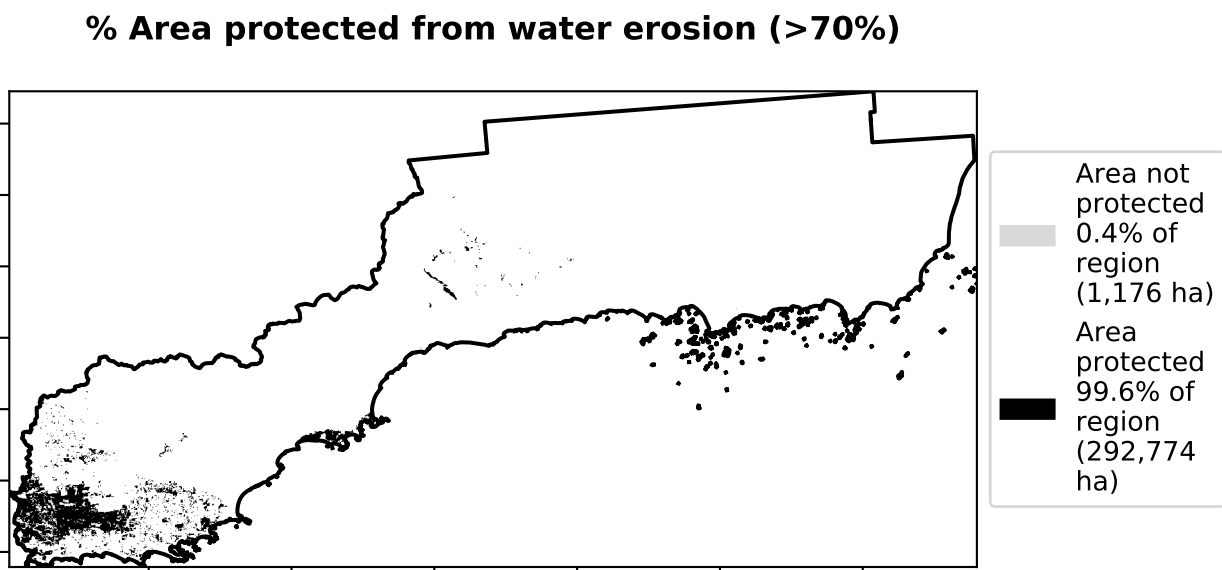 % Area protected from water erosion (>70%)
Area not
protected
0.4% of
region
(1,176 ha)
Area
protected
99.6% of
region
(292,774
ha)